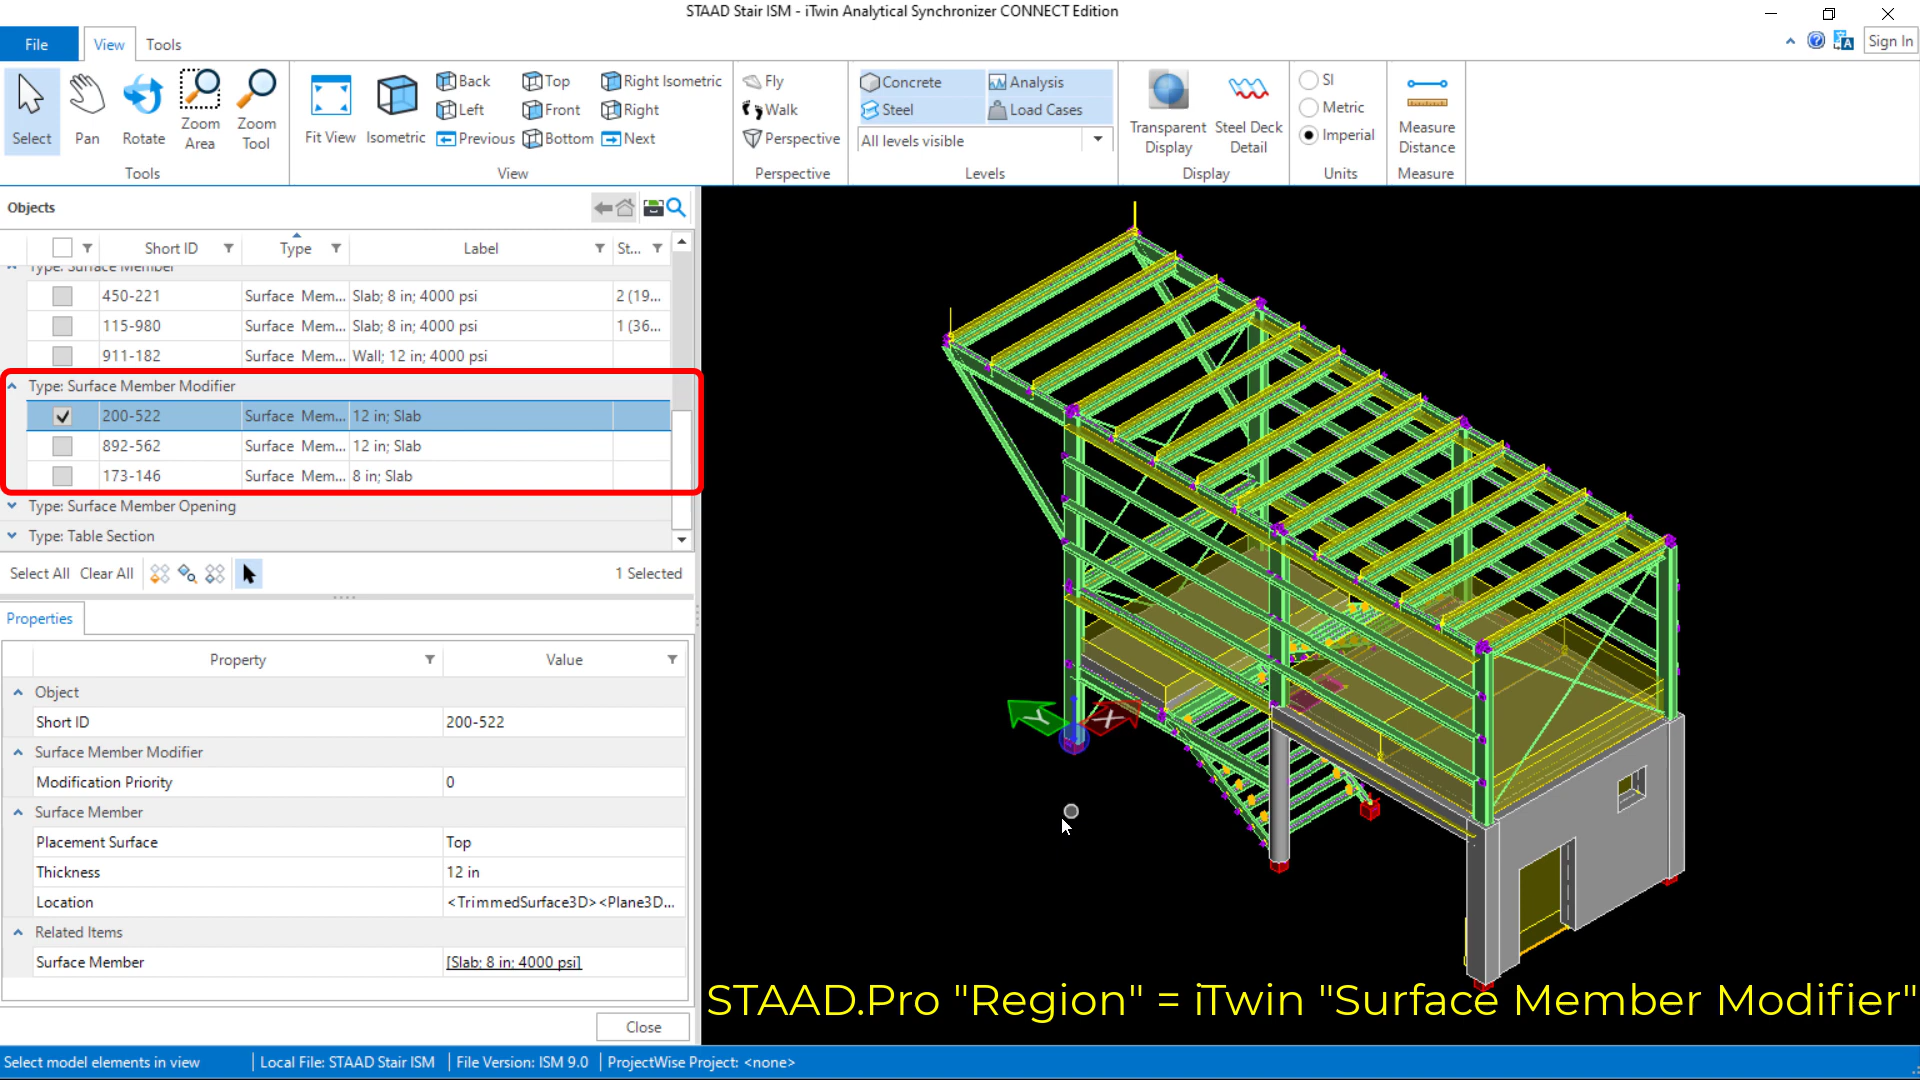 STAAD Stair ISM - iTwin Analytical Synchronizer CONNECT Edition
File View Tools Sign In
Select Pan Rotate Zoom Area Zoom Tool
Tools
Fit View Isometric
Back Top Right Isometric
Left Front Right
Previous Bottom Next
View
Fly
Walk
Perspective
Perspective
Concrete Analysis
Steel Load Cases
All levels visible
Levels
Transparent Display Steel Deck Detail
Display
SI
Metric
Imperial
Units
Measure Distance
Measure
Objects
Short ID Type Label St...
Type: Surface Member
450-221 Surface Mem... Slab; 8 in; 4000 psi 2 (19...
115-980 Surface Mem... Slab; 8 in; 4000 psi 1 (36...
911-182 Surface Mem... Wall; 12 in; 4000 psi
Type: Surface Member Modifier
200-522 Surface Mem... 12 in; Slab
892-562 Surface Mem... 12 in; Slab
173-146 Surface Mem... 8 in; Slab
Type: Surface Member Opening
Type: Table Section
Select All Clear All 1 Selected
Properties
Property Value
Object
Short ID 200-522
Surface Member Modifier
Modification Priority 0
Surface Member
Placement Surface Top
Thickness 12 in
Location <TrimmedSurface3D><Plane3D...
Related Items
Surface Member [Slab; 8 in; 4000 psi]
Close
Y X
STAAD.Pro "Region" = iTwin "Surface Member Modifier"
Select model elements in view Local File: STAAD Stair ISM File Version: ISM 9.0 ProjectWise Project: <none>